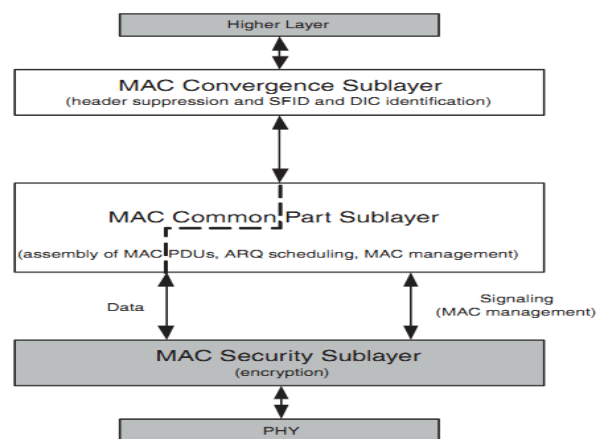 Higher Layer
MAC Convergence Sublayer
(header suppression and SFID and DIC identification)
MAC Common Part Sublayer
(assembly of MAC PDUs, ARQ scheduling, MAC management)
Data
Signaling
(MAC management)
MAC Security Sublayer
(encryption)
PHY